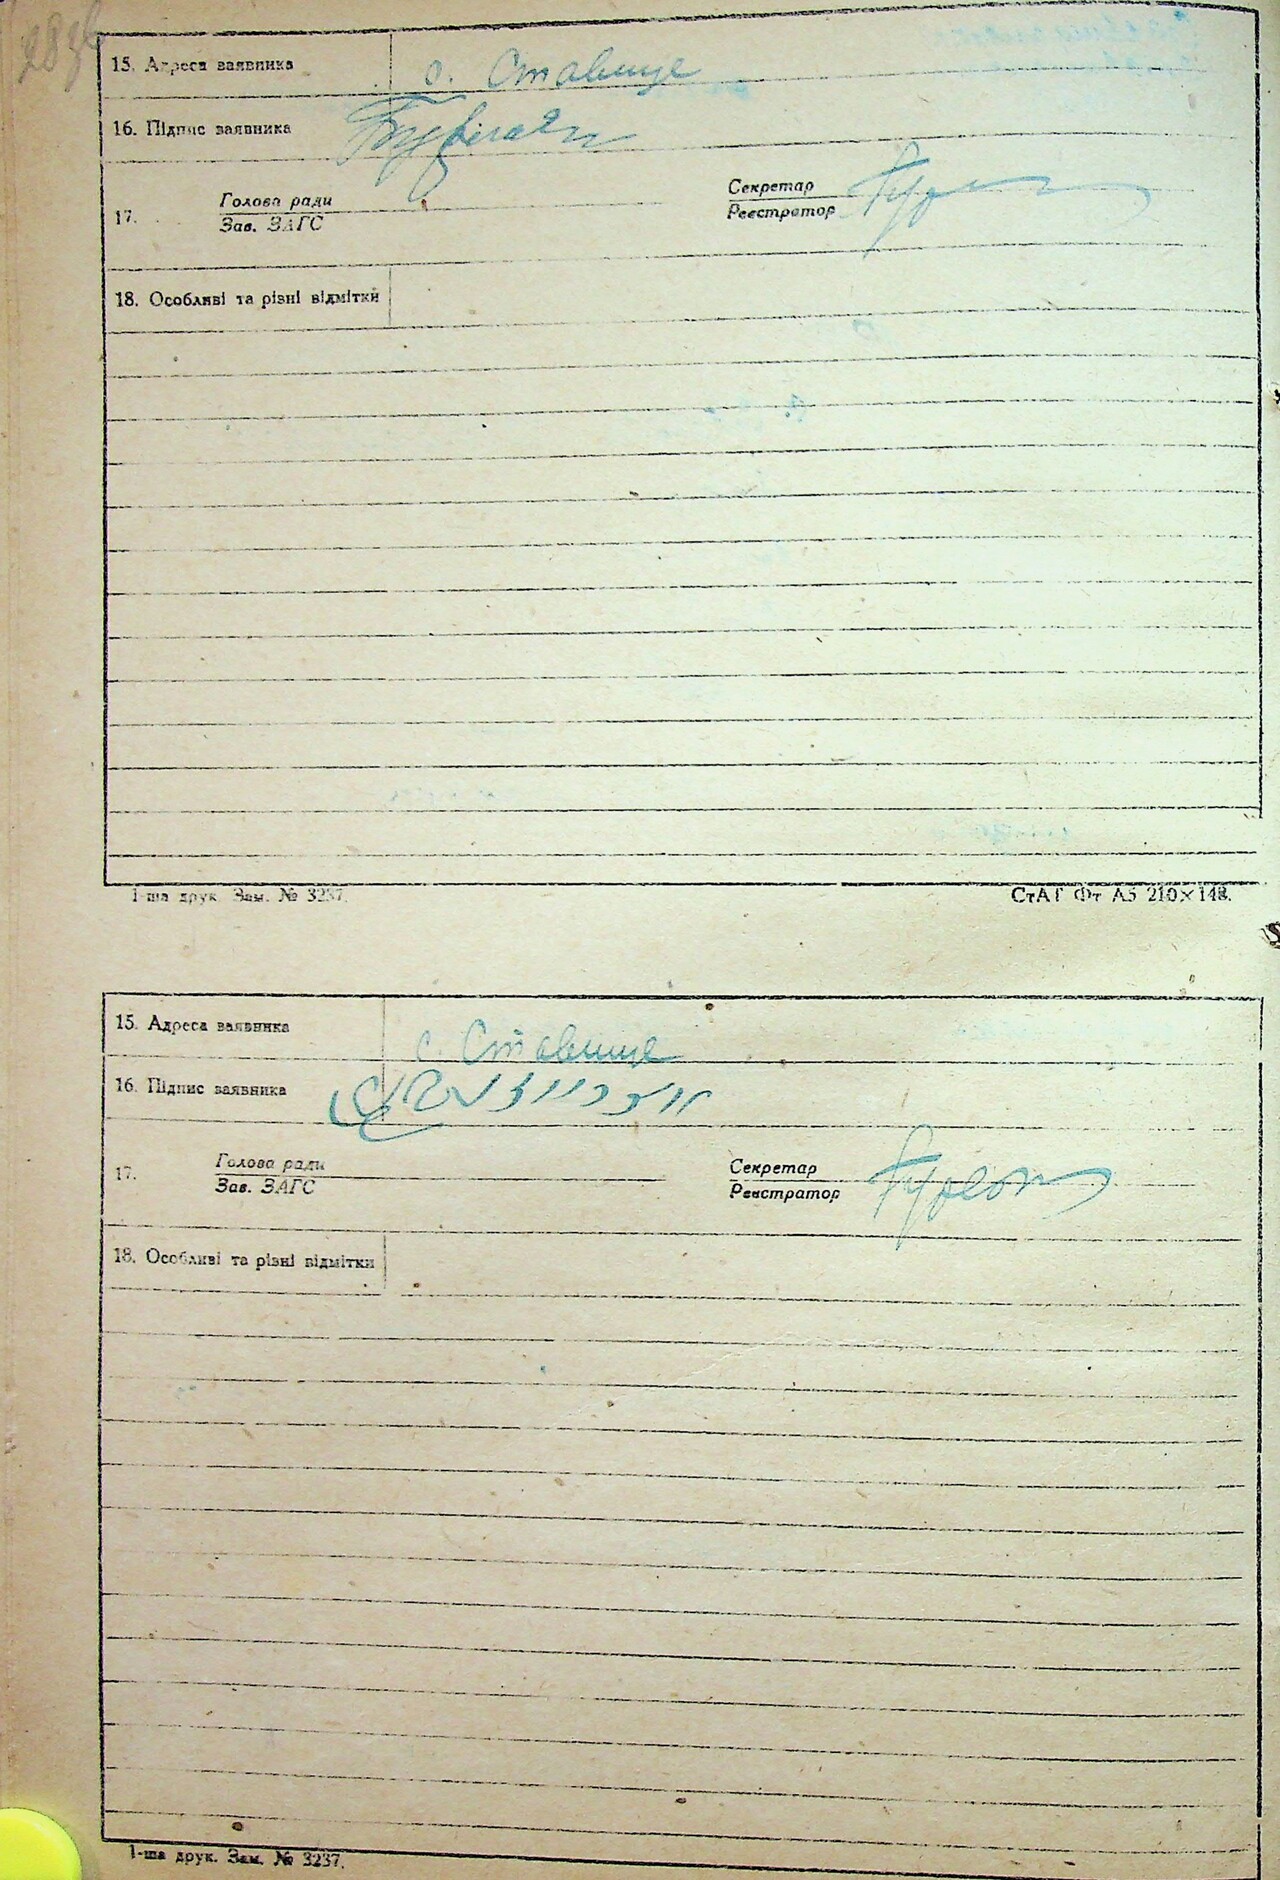 15. Адреса заявника с. Ставище
16. Підпис заявника
17. Голова ради Секретар
Зав. ЗАГС Реєстратор
18. Особливі та різні відмітки
1-ша друк. Зам. № 3237. СтАТ Фт А5 210×148.
15. Адреса заявника с. Ставище
16. Підпис заявника
17. Голова ради Секретар
Зав. ЗАГС Реєстратор
18. Особливі та різні відмітки
1-ша друк. Зам. № 3237.